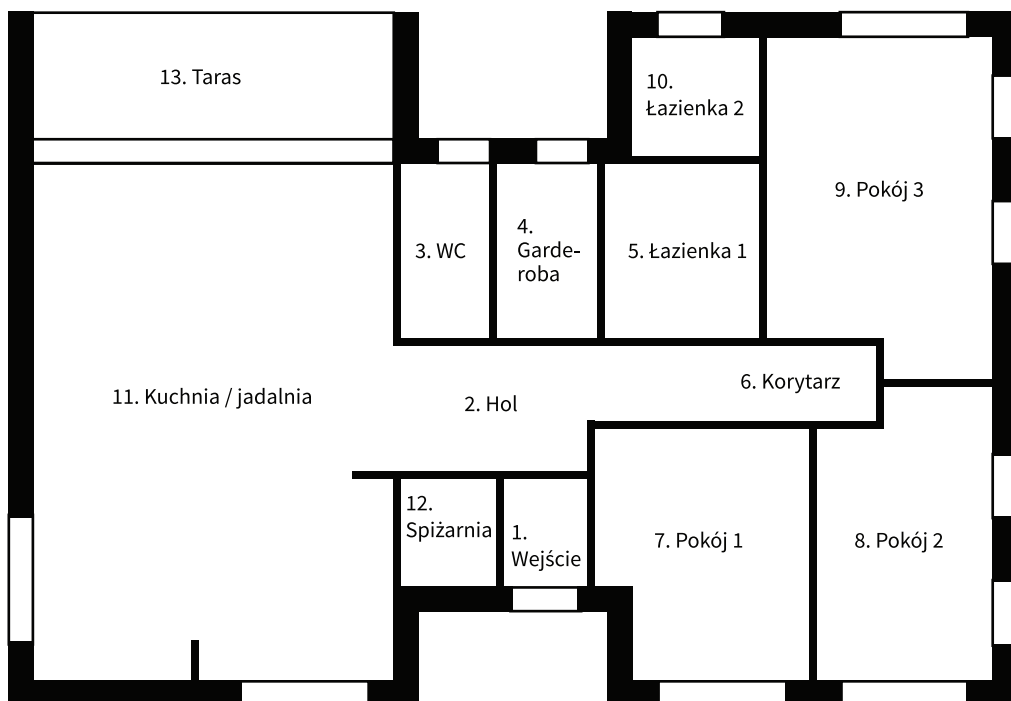 13. Taras
10.
Łazienka 2
9. Pokój 3
3. WC
4.
Garde-
roba
5. Łazienka 1
6. Korytarz
11. Kuchnia / jadalnia
2. Hol
12.
Spiżarnia
1.
Wejście
7. Pokój 1
8. Pokój 2